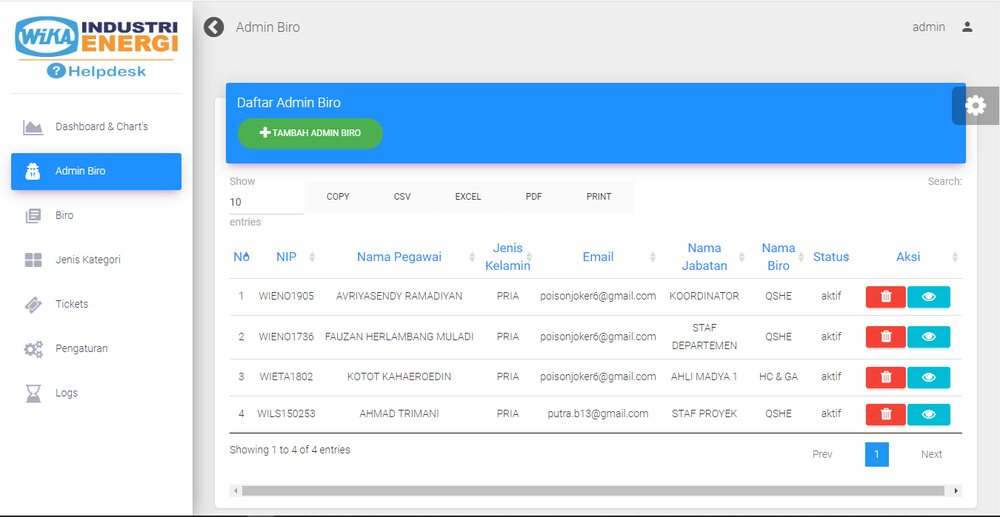 WiKA INDUSTRI ENERGI
? Helpdesk
Dashboard & Chart's
Admin Biro
Biro
Jenis Kategori
Tickets
Pengaturan
Logs
Admin Biro
admin
Daftar Admin Biro
TAMBAH ADMIN BIRO
Show
10
entries
COPY CSV EXCEL PDF PRINT
Search:
NO NIP Nama Pegawai Jenis Kelamin Email Nama Jabatan Nama Biro Status Aksi
1 WIENO1905 AVRIYASENDY RAMADIYAN PRIA poisonjoker6@gmail.com KOORDINATOR QSHE aktif
2 WIENO1736 FAUZAN HERLAMBANG MULADI PRIA poisonjoker6@gmail.com STAF DEPARTEMEN QSHE aktif
3 WIETA1802 KOTOT KAHAEROEDIN PRIA poisonjoker6@gmail.com AHLI MADYA 1 HC & GA aktif
4 WILS150253 AHMAD TRIMANI PRIA putra.b13@gmail.com STAF PROYEK QSHE aktif
Showing 1 to 4 of 4 entries
Prev 1 Next